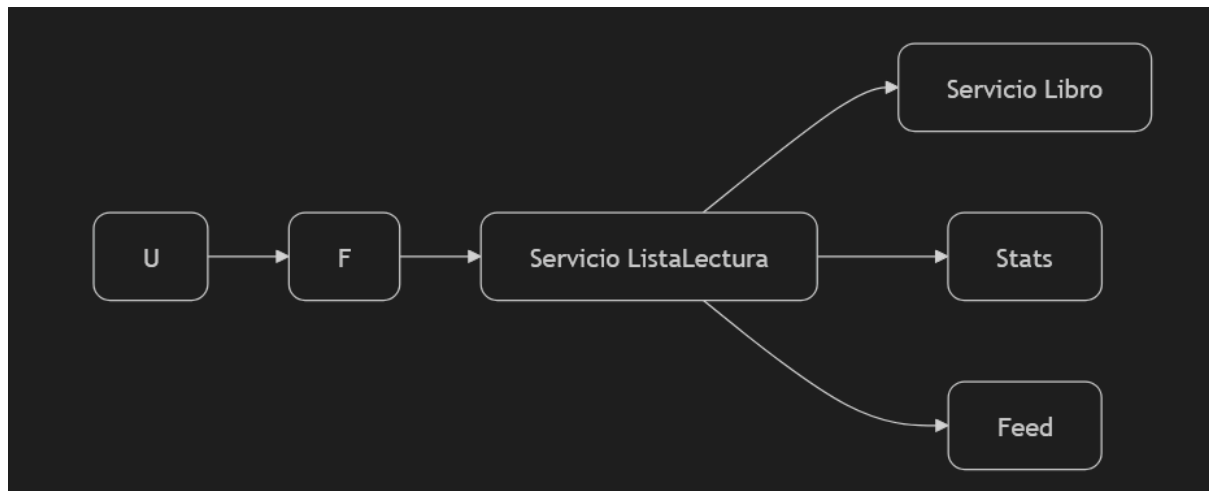 Servicio Libro
U
F
Servicio ListaLectura
Stats
Feed